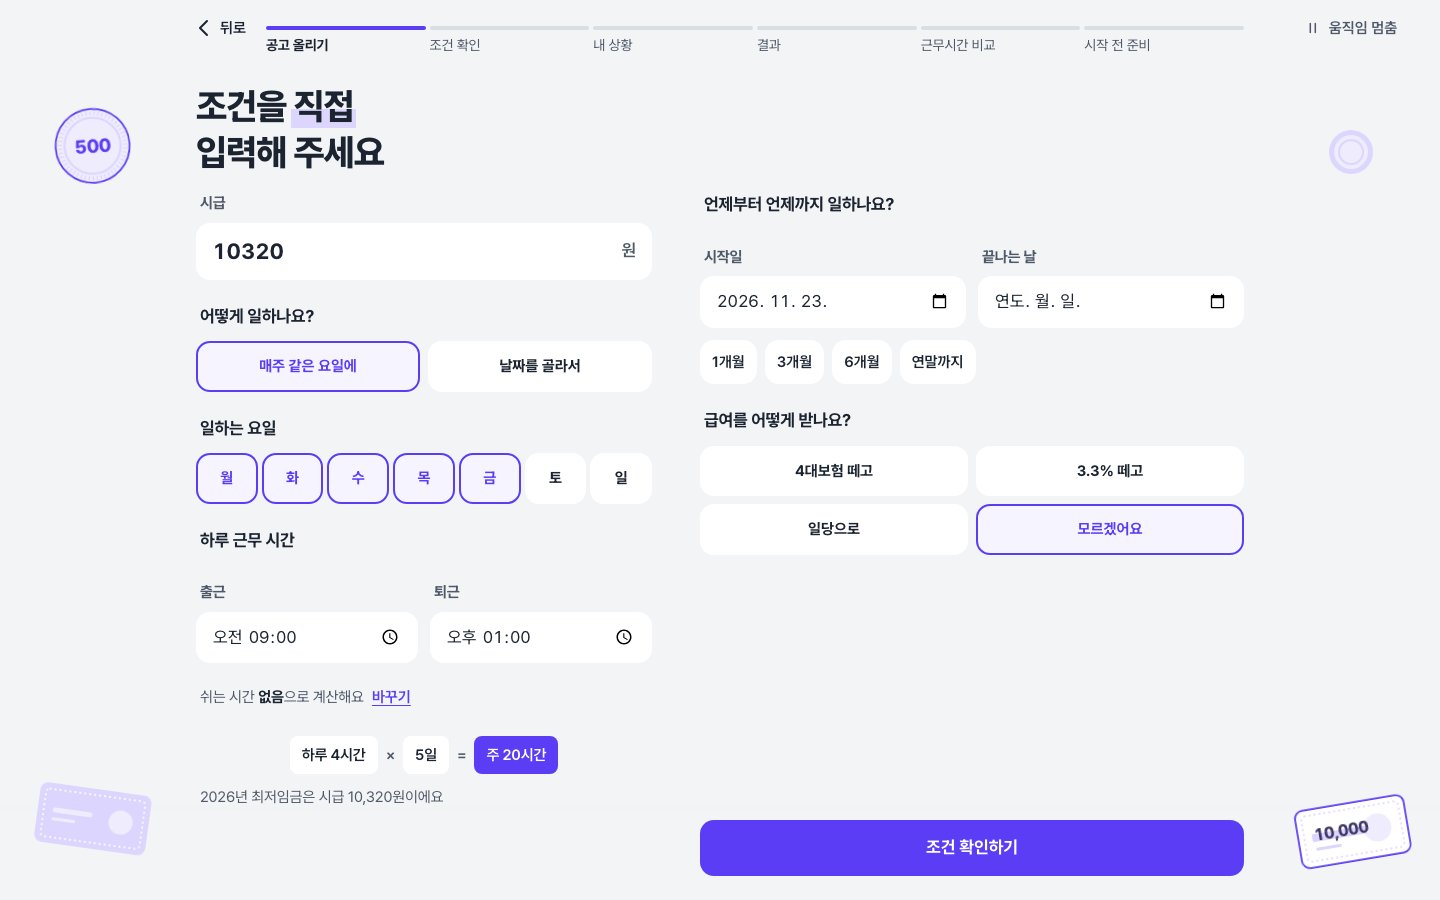 뒤로
공고 올리기
조건 확인
내 상황
결과
근무시간 비교
시작 전 준비
움직임 멈춤
500
조건을 직접
입력해 주세요
시급
10320 원
어떻게 일하나요?
매주 같은 요일에
날짜를 골라서
일하는 요일
월 화 수 목 금 토 일
하루 근무 시간
출근
퇴근
오전 09:00
오후 01:00
쉬는 시간 없음으로 계산해요 바꾸기
하루 4시간 × 5일 = 주 20시간
2026년 최저임금은 시급 10,320원이에요
언제부터 언제까지 일하나요?
시작일
끝나는 날
2026. 11. 23.
연도. 월. 일.
1개월
3개월
6개월
연말까지
급여를 어떻게 받나요?
4대보험 떼고
3.3% 떼고
일당으로
모르겠어요
조건 확인하기
10,000